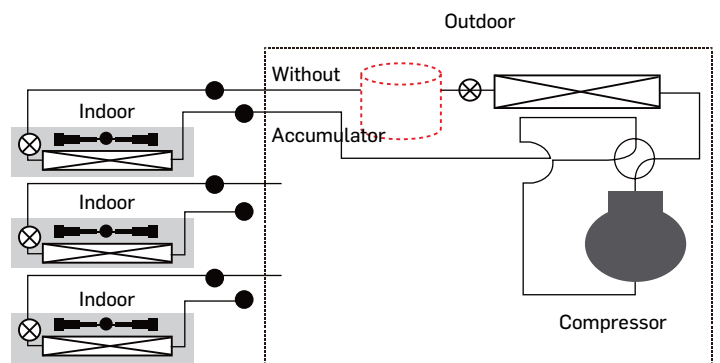 Outdoor
Without
Indoor
Accumulator
Indoor
Indoor
Compressor